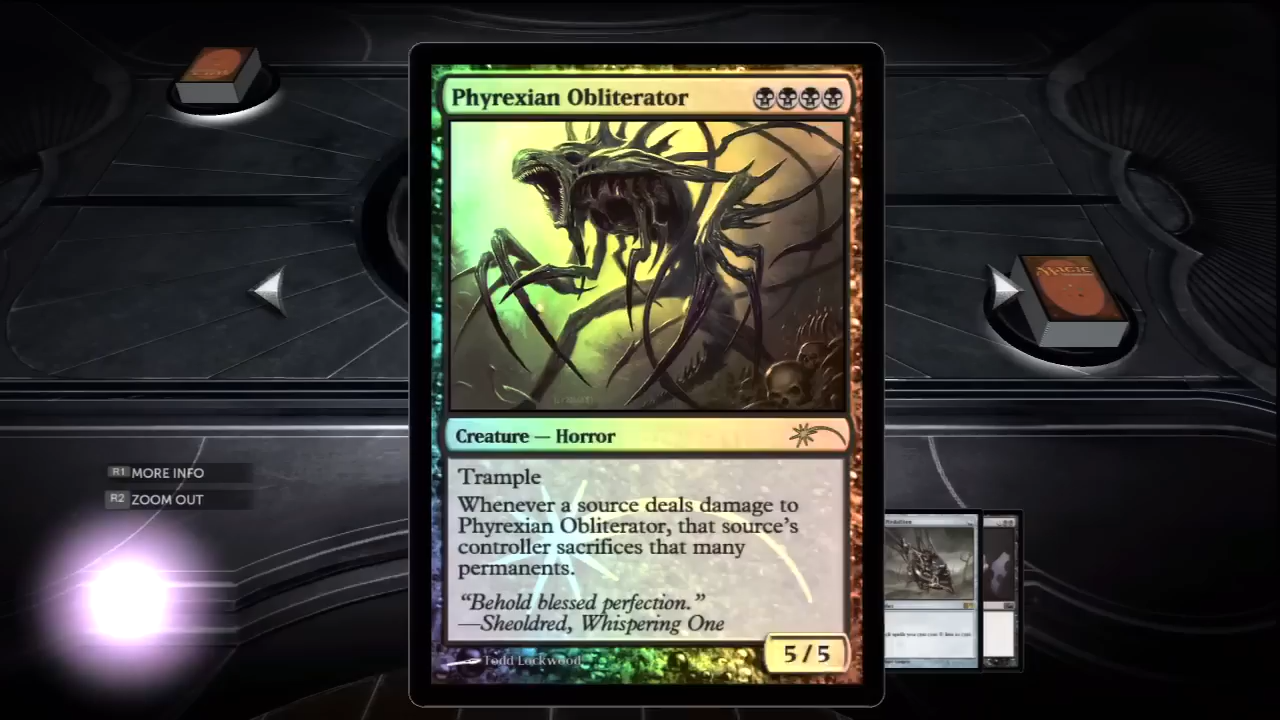 Phyrexian Obliterator
MAGIC
Creature — Horror
R1 MORE INFO
R2 ZOOM OUT
Trample
Whenever a source deals damage to
Phyrexian Obliterator, that source's
controller sacrifices that many
permanents.
"Behold blessed perfection."
—Sheoldred, Whispering One
5/5
Todd Lockwood